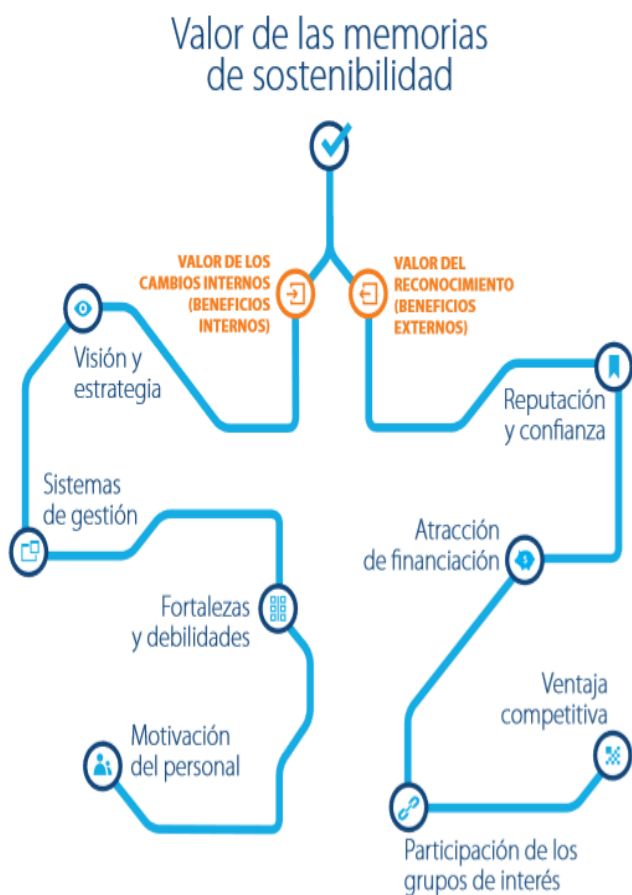 Valor de las memorias
de sostenibilidad
VALOR DE LOS
CAMBIOS INTERNOS
(BENEFICIOS
INTERNOS)
VALOR DEL
RECONOCIMIENTO
(BENEFICIOS
EXTERNOS)
Visión y
estrategia
Reputación
y confianza
Sistemas
de gestión
Atracción
de financiación
Fortalezas
y debilidades
Ventaja
competitiva
Motivación
del personal
Participación de los
grupos de interés